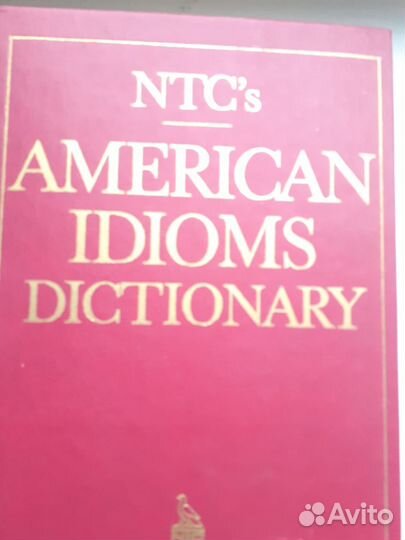 NTC's
AMERICAN
IDIOMS
DICTIONARY
Avito